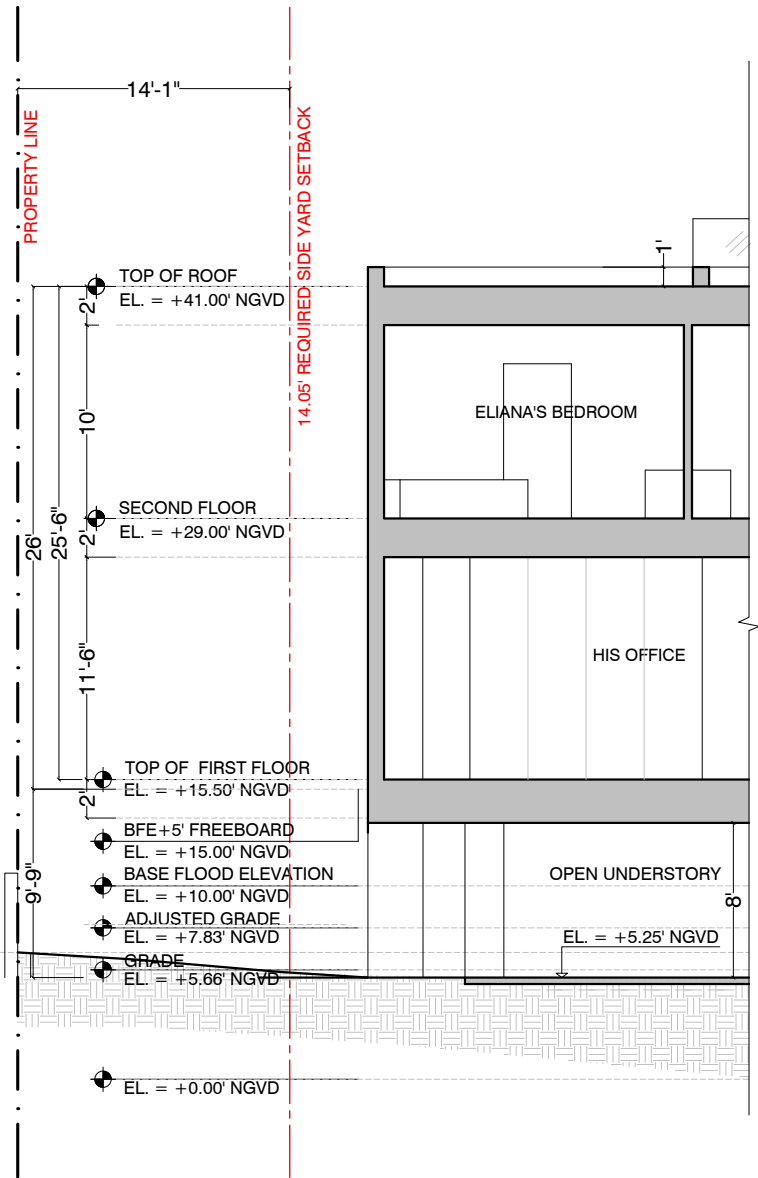 14'-1"
PROPERTY LINE
14.05' REQUIRED SIDE YARD SETBACK
1'
TOP OF ROOF
EL. = +41.00' NGVD
2'
10'
ELIANA'S BEDROOM
SECOND FLOOR
EL. = +29.00' NGVD
2'
26'
25'-6"
11'-6"
HIS OFFICE
TOP OF FIRST FLOOR
EL. = +15.50' NGVD
2'
BFE+5' FREEBOARD
EL. = +15.00' NGVD
BASE FLOOD ELEVATION
EL. = +10.00' NGVD
OPEN UNDERSTORY
9'-9"
8'
ADJUSTED GRADE
EL. = +7.83' NGVD
EL. = +5.25' NGVD
GRADE
EL. = +5.66' NGVD
EL. = +0.00' NGVD